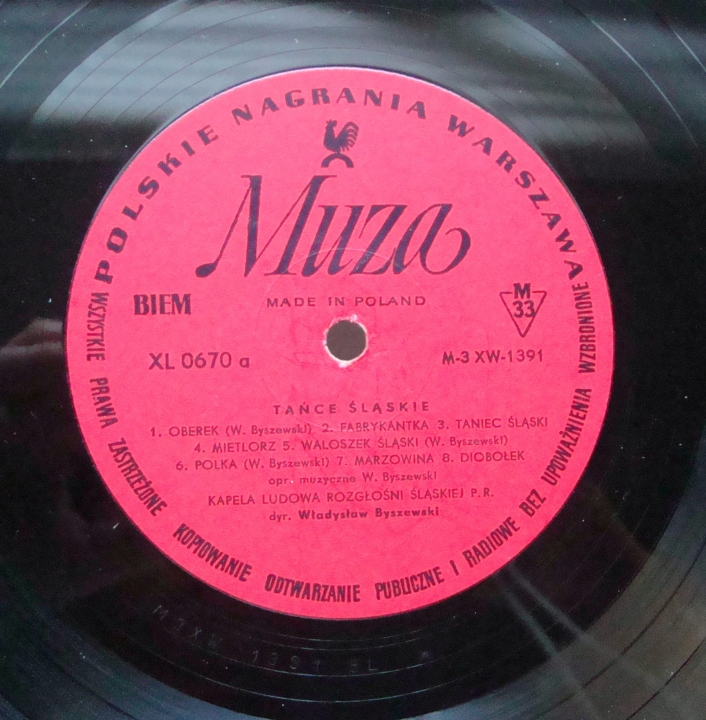 POLSKIE NAGRANIA WARSZAWA
Muza
BIEM
MADE IN POLAND
M
33
XL 0670 a
M-3 XW-1391
TAŃCE ŚLĄSKIE
1. OBEREK (W. Byszewski) 2. FABRYKANTKA 3. TANIEC ŚLĄSKI
4. MIETLORZ 5. WALOSZEK ŚLĄSKI (W. Byszewski)
6. POLKA (W. Byszewski) 7. MARZOWINA 8. DIOBOŁEK
opr. muzyczne W. Byszewski
KAPELA LUDOWA ROZGŁOŚNI ŚLĄSKIEJ P.R.
dyr. Władysław Byszewski
WSZYSTKIE PRAWA ZASTRZEŻONE KOPIOWANIE ODTWARZANIE PUBLICZNE I RADIOWE BEZ UPOWAŻNIENIA WZBRONIONE
M3XW 1391